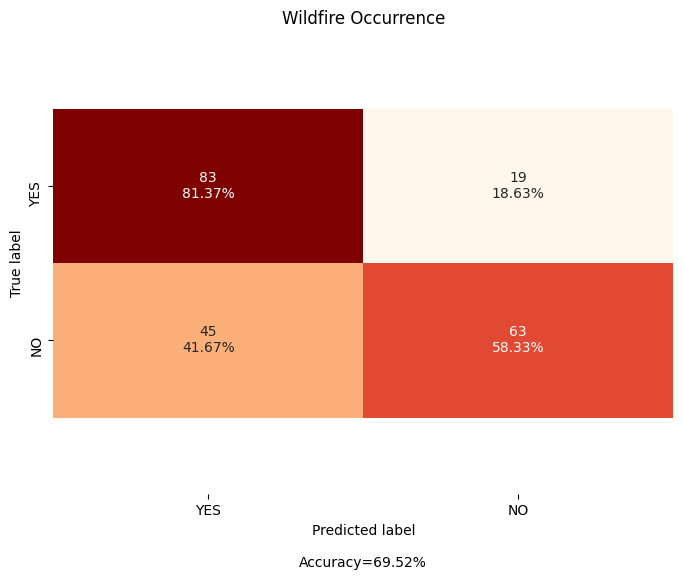 Wildfire Occurrence
True label
YES
83
81.37%
19
18.63%
NO
45
41.67%
63
58.33%
YES
NO
Predicted label
Accuracy=69.52%